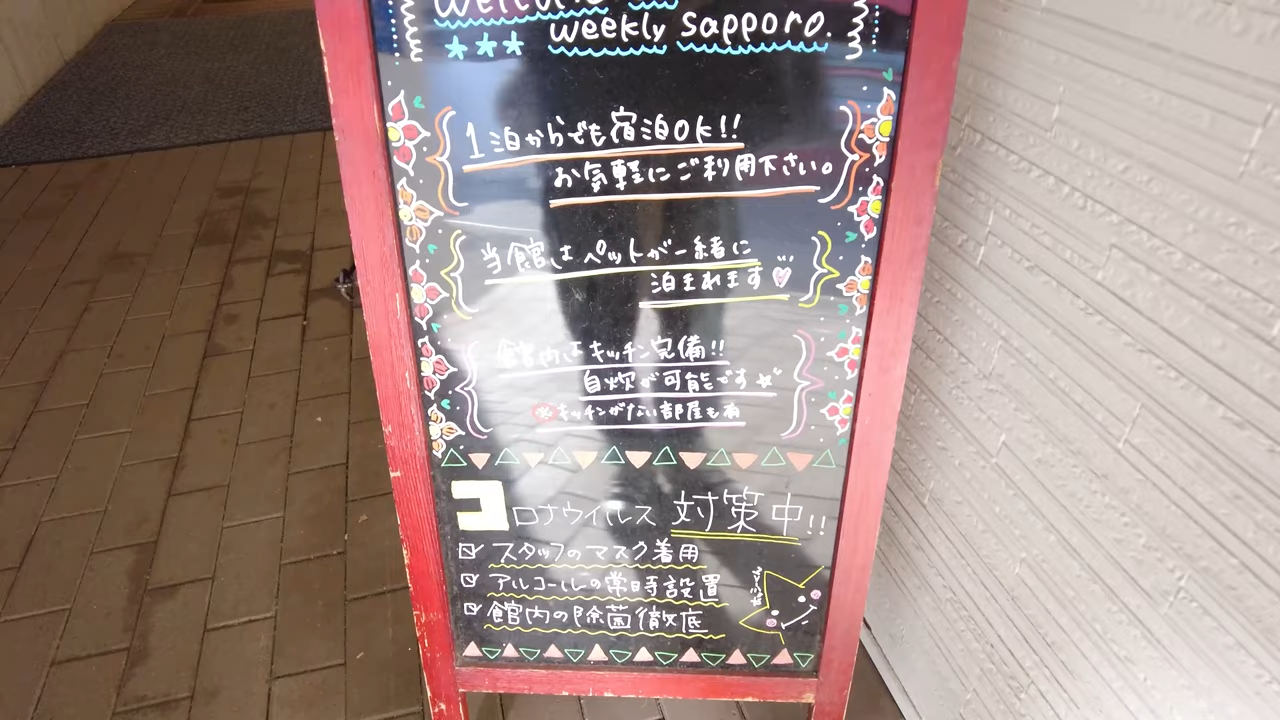 Welcome to
weekly sapporo.
1泊からでも宿泊OK!!
お気軽にご利用下さい。
当館はペットが一緒に
泊まれます
館内はキッチン完備!!
自炊が可能です☆
※キッチンがない部屋も有
コロナウイルス 対策中!!
☑ スタッフのマスク着用
☑ アルコールの常時設置
☑ 館内の除菌徹底